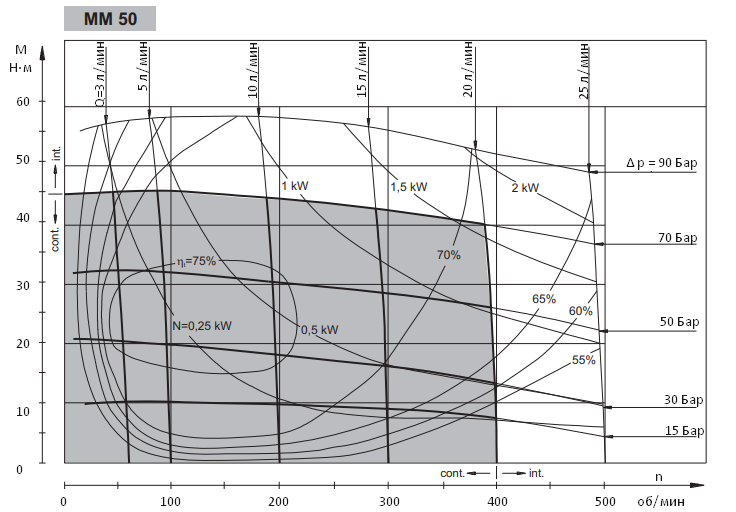 MM 50
М
Н·м
Q=3 л/мин
5 л/мин
10 л/мин
15 л/мин
20 л/мин
25 л/мин
60
50
40
30
20
10
0
int.
cont.
Δp = 90 Бар
70 Бар
50 Бар
30 Бар
15 Бар
1 kW
1,5 kW
2 kW
ηt=75%
70%
65%
60%
55%
N=0,25 kW
0,5 kW
cont.
int.
n
0 100 200 300 400 500 об/мин